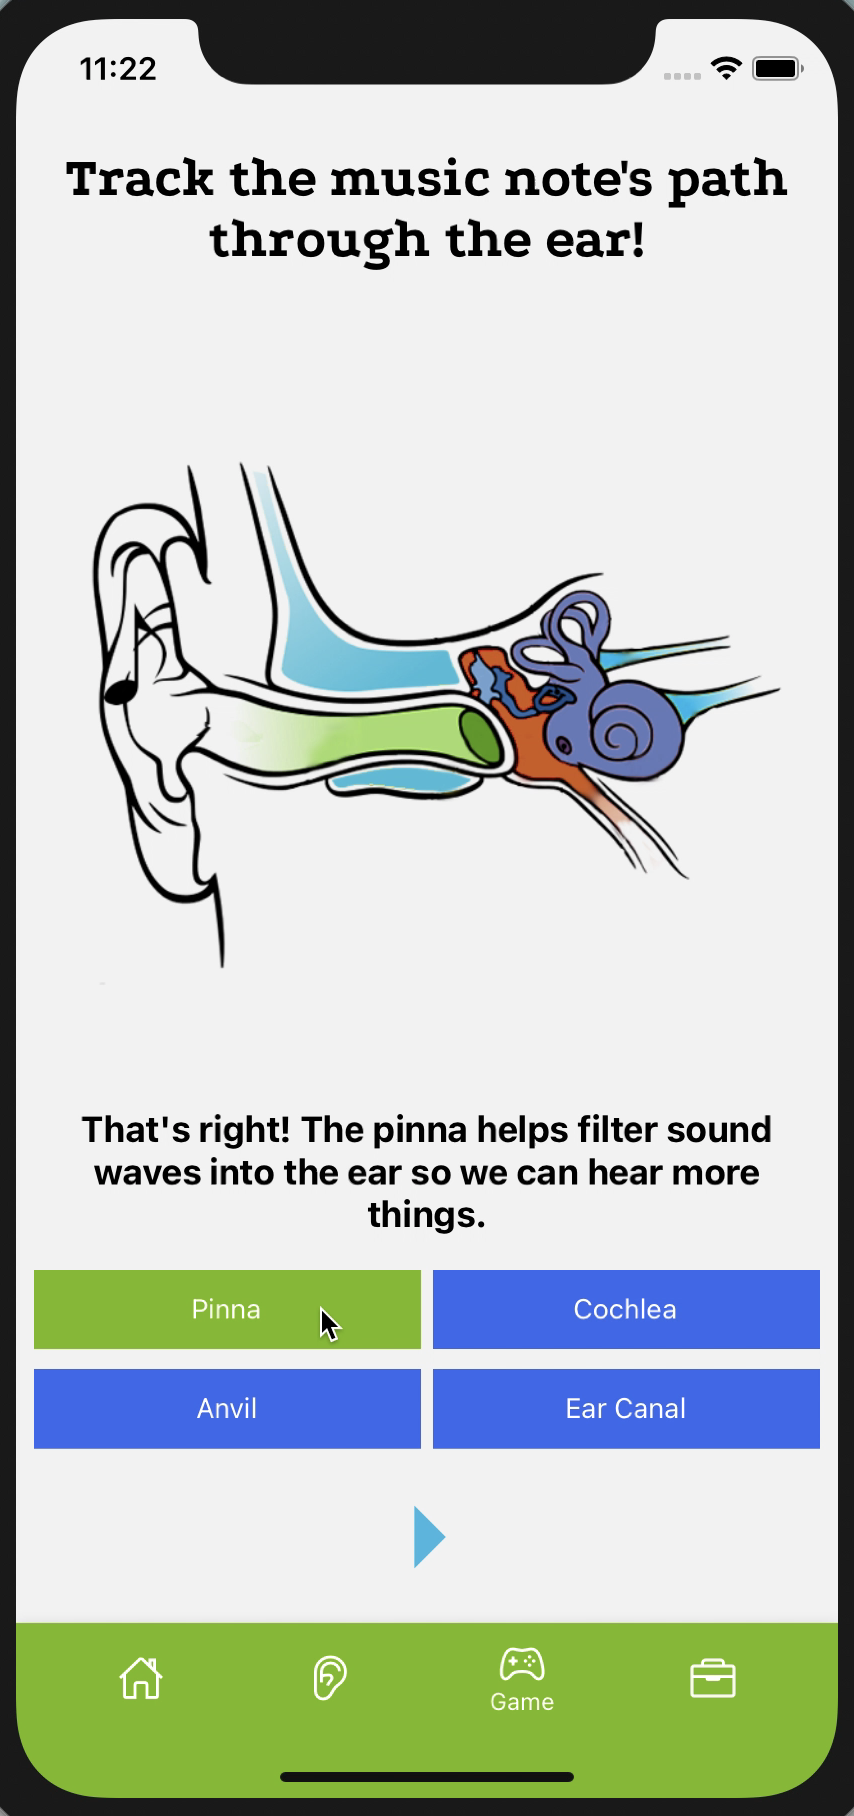 11:22
Track the music note's path
through the ear!
That's right! The pinna helps filter sound
waves into the ear so we can hear more
things.
Pinna
Cochlea
Anvil
Ear Canal
Game